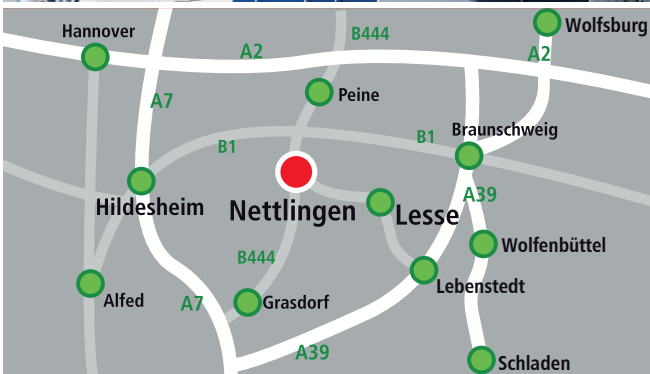 Wolfsburg
Hannover
B444
A2
A2
Peine
A7
B1
B1
Braunschweig
A39
Hildesheim
Nettlingen
Lesse
Wolfenbüttel
B444
Lebenstedt
Alfed
A7
Grasdorf
A39
Schladen